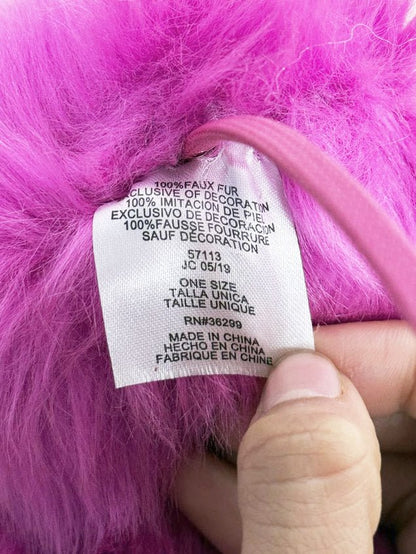 100%FAUX FUR
EXCLUSIVE OF DECORATION
100% IMITACION DE PIEL
EXCLUSIVO DE DECORACION
100%FAUSSE FOURRURE
SAUF DÉCORATION
57113
JC 05/19
ONE SIZE
TALLA UNICA
TAILLE UNIQUE
RN#36299
MADE IN CHINA
HECHO EN CHINA
FABRIQUE EN CHINE